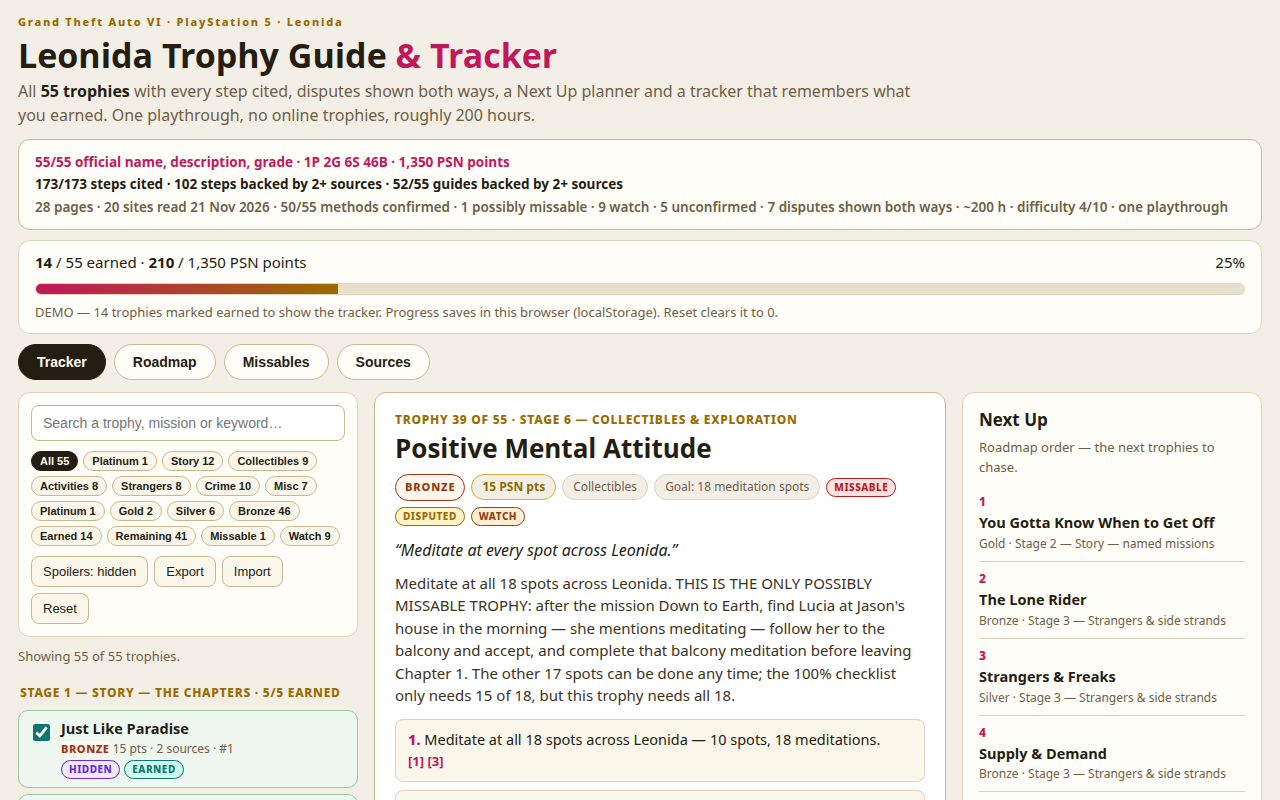 Grand Theft Auto VI · PlayStation 5 · Leonida
Leonida Trophy Guide & Tracker
All 55 trophies with every step cited, disputes shown both ways, a Next Up planner and a tracker that remembers what
you earned. One playthrough, no online trophies, roughly 200 hours.
55/55 official name, description, grade · 1P 2G 6S 46B · 1,350 PSN points
173/173 steps cited · 102 steps backed by 2+ sources · 52/55 guides backed by 2+ sources
28 pages · 20 sites read 21 Nov 2026 · 50/55 methods confirmed · 1 possibly missable · 9 watch · 5 unconfirmed · 7 disputes shown both ways · ~200 h · difficulty 4/10 · one playthrough
14 / 55 earned · 210 / 1,350 PSN points
25%
DEMO — 14 trophies marked earned to show the tracker. Progress saves in this browser (localStorage). Reset clears it to 0.
Tracker
Roadmap
Missables
Sources
Search a trophy, mission or keyword…
All 55
Platinum 1
Story 12
Collectibles 9
Activities 8
Strangers 8
Crime 10
Misc 7
Platinum 1
Gold 2
Silver 6
Bronze 46
Earned 14
Remaining 41
Missable 1
Watch 9
Spoilers: hidden
Export
Import
Reset
Showing 55 of 55 trophies.
STAGE 1 — STORY — THE CHAPTERS · 5/5 EARNED
Just Like Paradise
BRONZE 15 pts · 2 sources · #1
HIDDEN
EARNED
TROPHY 39 OF 55 · STAGE 6 — COLLECTIBLES & EXPLORATION
Positive Mental Attitude
BRONZE
15 PSN pts
Collectibles
Goal: 18 meditation spots
MISSABLE
DISPUTED
WATCH
“Meditate at every spot across Leonida.”
Meditate at all 18 spots across Leonida. THIS IS THE ONLY POSSIBLY
MISSABLE TROPHY: after the mission Down to Earth, find Lucia at Jason's
house in the morning — she mentions meditating — follow her to the
balcony and accept, and complete that balcony meditation before leaving
Chapter 1. The other 17 spots can be done any time; the 100% checklist
only needs 15 of 18, but this trophy needs all 18.
1. Meditate at all 18 spots across Leonida — 10 spots, 18 meditations.
[1] [3]
Next Up
Roadmap order — the next trophies to
chase.
1
You Gotta Know When to Get Off
Gold · Stage 2 — Story — named missions
2
The Lone Rider
Bronze · Stage 3 — Strangers & side strands
3
Strangers & Freaks
Silver · Stage 3 — Strangers & side strands
4
Supply & Demand
Bronze · Stage 3 — Strangers & side strands